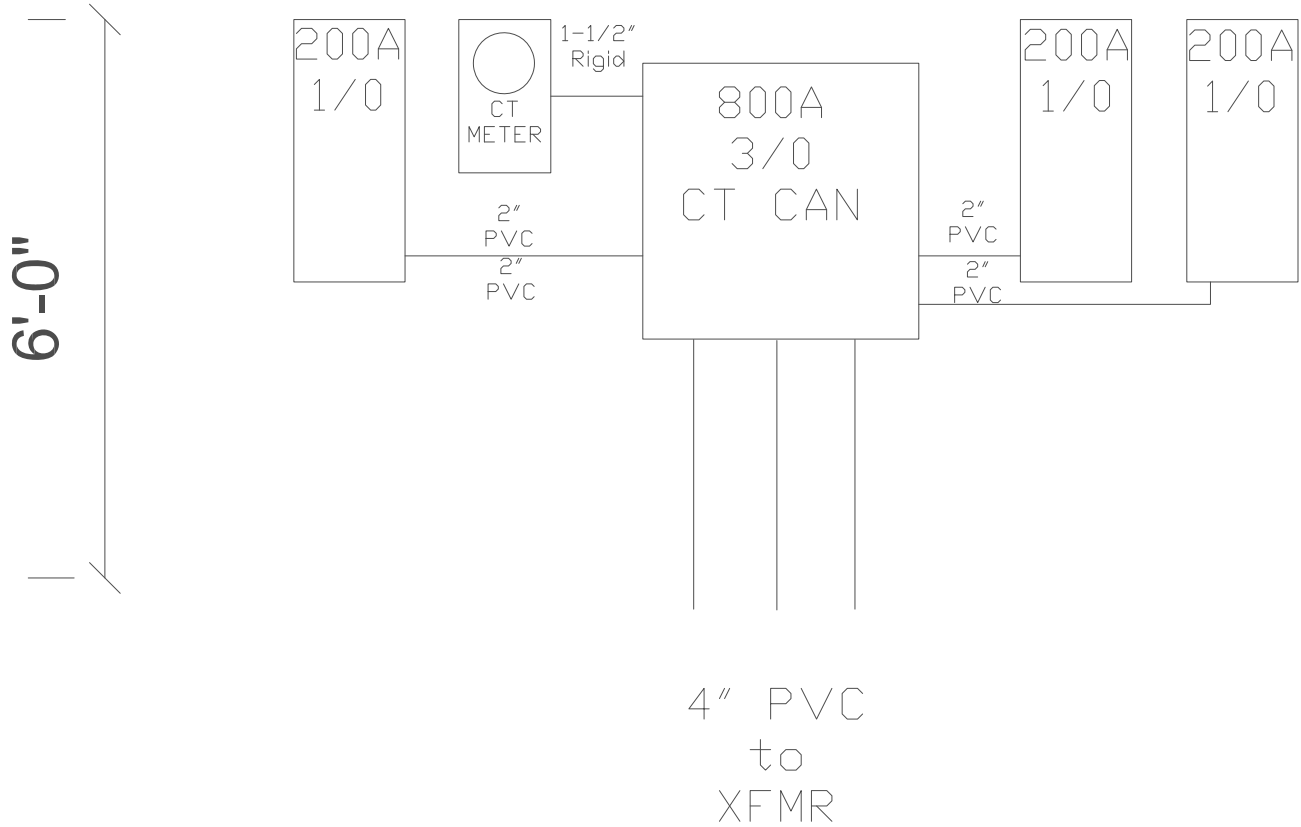 200A
1/0
CT
METER
1-1/2"
Rigid
800A
3/0
CT CAN
200A
1/0
200A
1/0
2"
PVC
2"
PVC
2"
PVC
2"
PVC
6'-0"
4" PVC
to
XFMR